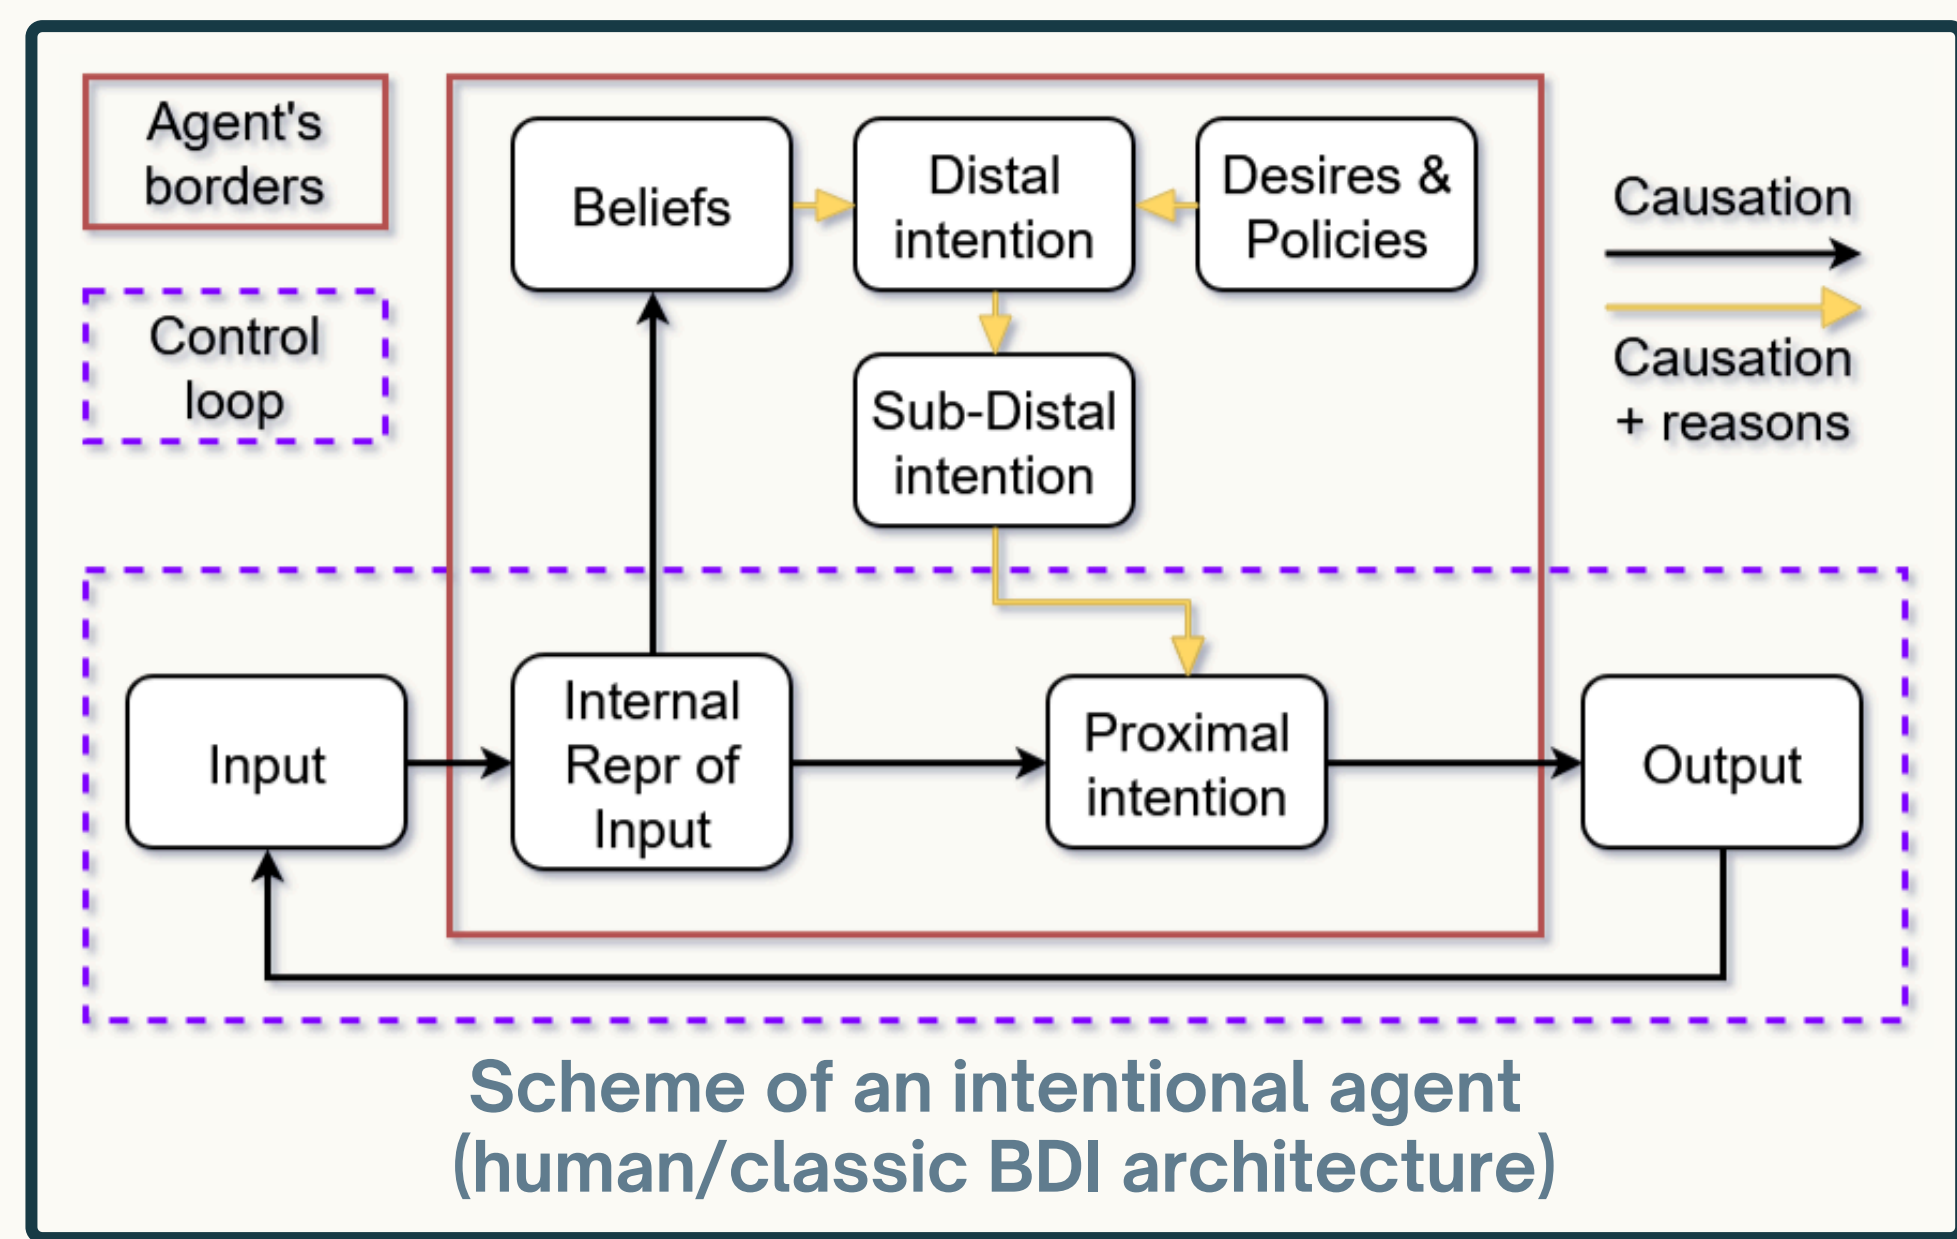 Agent's
borders
Control
loop
Beliefs
Distal
intention
Desires &
Policies
Causation
Causation
+ reasons
Sub-Distal
intention
Input
Internal
Repr of
Input
Proximal
intention
Output
Scheme of an intentional agent
(human/classic BDI architecture)